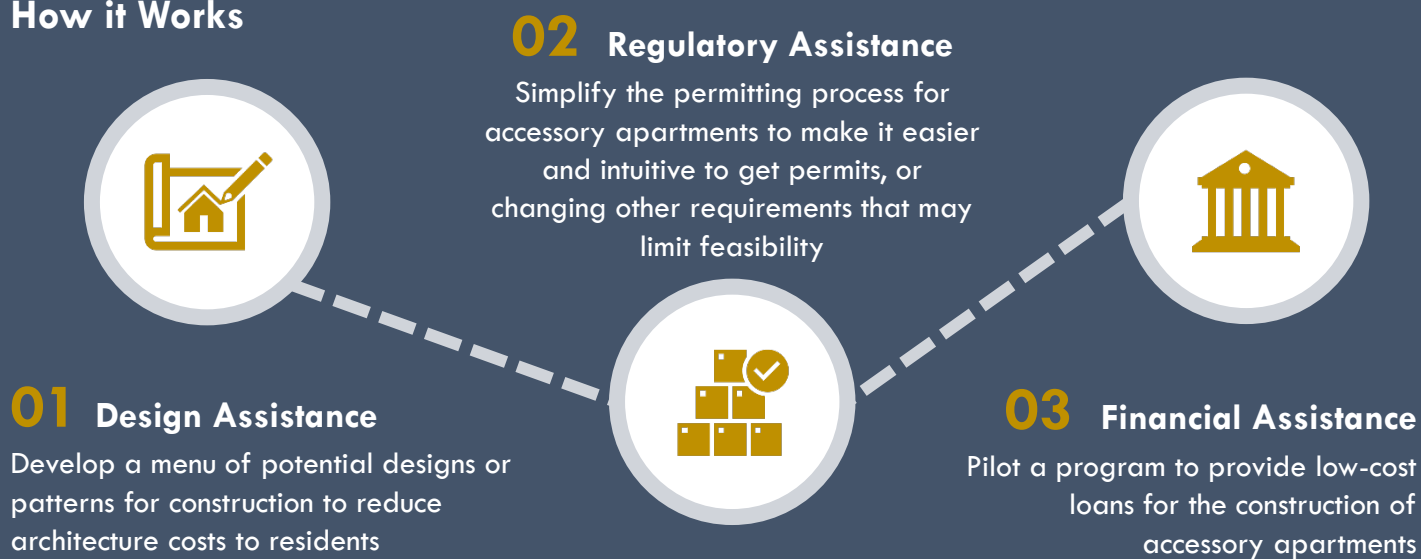 How it Works
01 Design Assistance
Develop a menu of potential designs or
patterns for construction to reduce
architecture costs to residents
02 Regulatory Assistance
Simplify the permitting process for
accessory apartments to make it easier
and intuitive to get permits, or
changing other requirements that may
limit feasibility
03 Financial Assistance
Pilot a program to provide low-cost
loans for the construction of
accessory apartments